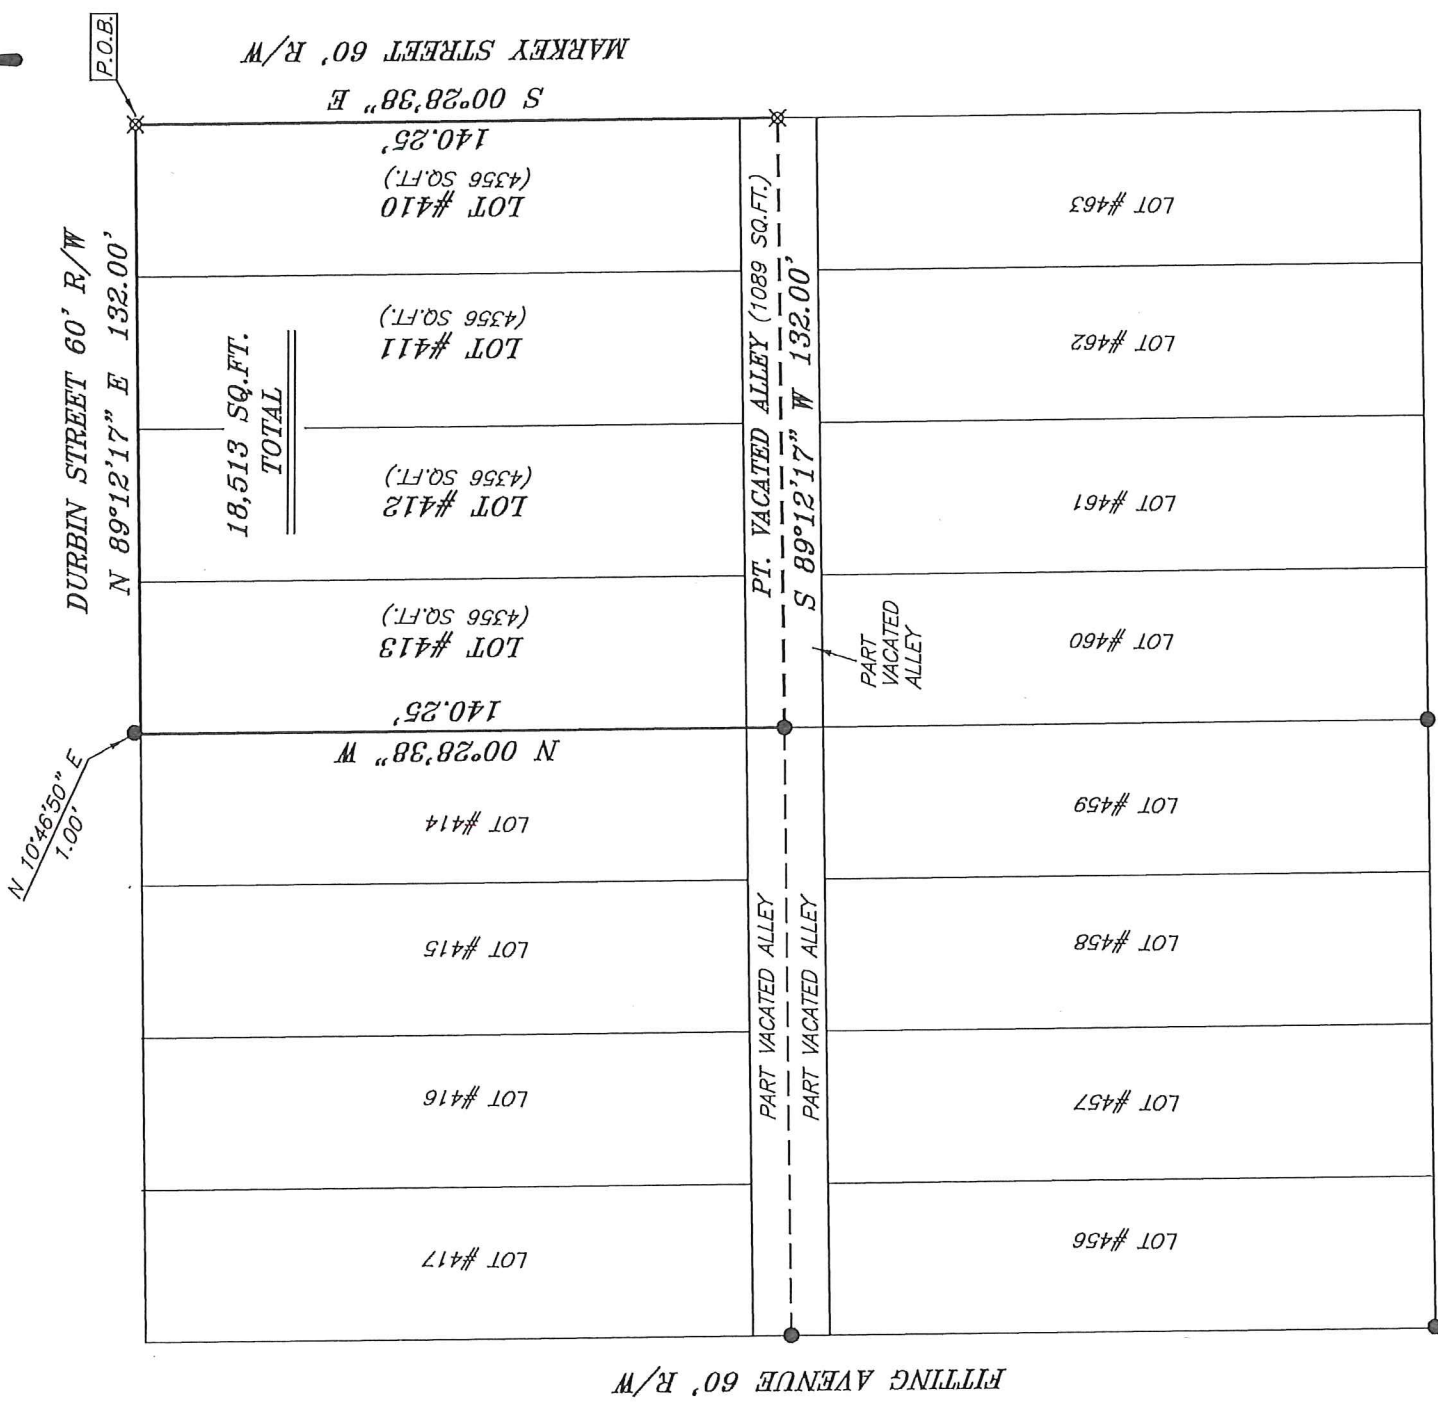 P.O.B.
MARKEY STREET 60' R/W
S 00°28'38" E
140.25'
DURBIN STREET 60' R/W
N 89°12'17" E 132.00'
LOT #410
(4356 SQ.FT.)
LOT #411
(4356 SQ.FT.)
LOT #412
(4356 SQ.FT.)
LOT #413
(4356 SQ.FT.)
18,513 SQ.FT.
TOTAL
140.25'
N 00°28'38" W
N 10°46'50" E
1.00'
PT. VACATED ALLEY (1089 SQ.FT.)
S 89°12'17" W 132.00'
PART
VACATED
ALLEY
LOT #463
LOT #462
LOT #461
LOT #460
LOT #459
LOT #458
LOT #457
LOT #456
LOT #414
LOT #415
LOT #416
LOT #417
PART VACATED ALLEY
PART VACATED ALLEY
FITTING AVENUE 60' R/W